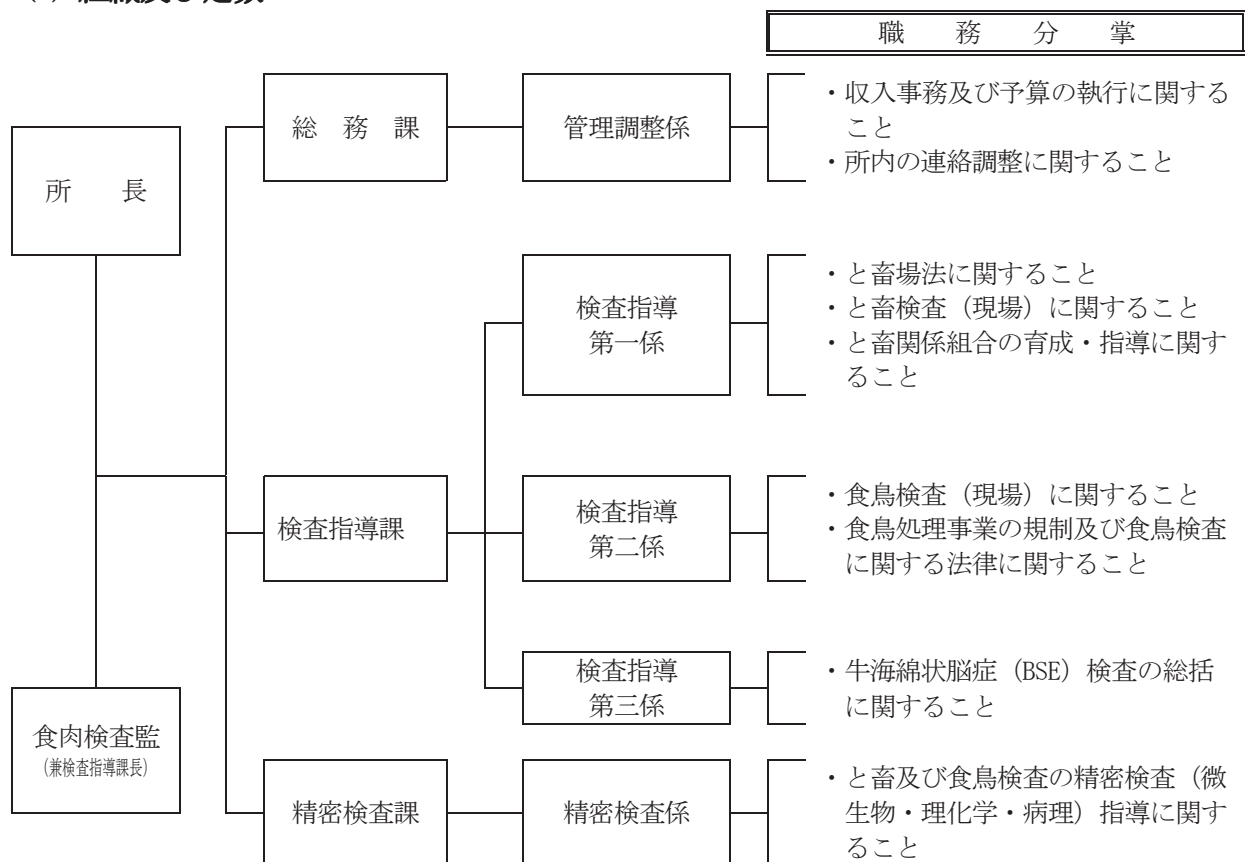 職務分掌
総務課
管理調整係
・収入事務及び予算の執行に関する
こと
・所内の連絡調整に関すること
所長
検査指導
第一係
・と畜場法に関すること
・と畜検査（現場）に関すること
・と畜関係組合の育成・指導に関す
ること
検査指導課
検査指導
第二係
・食鳥検査（現場）に関すること
・食鳥処理事業の規制及び食鳥検査
に関する法律に関すること
検査指導
第三係
・牛海綿状脳症（BSE）検査の総括
に関すること
食肉検査監
（兼検査指導課長）
精密検査課
精密検査係
・と畜及び食鳥検査の精密検査（微
生物・理化学・病理）指導に関す
ること